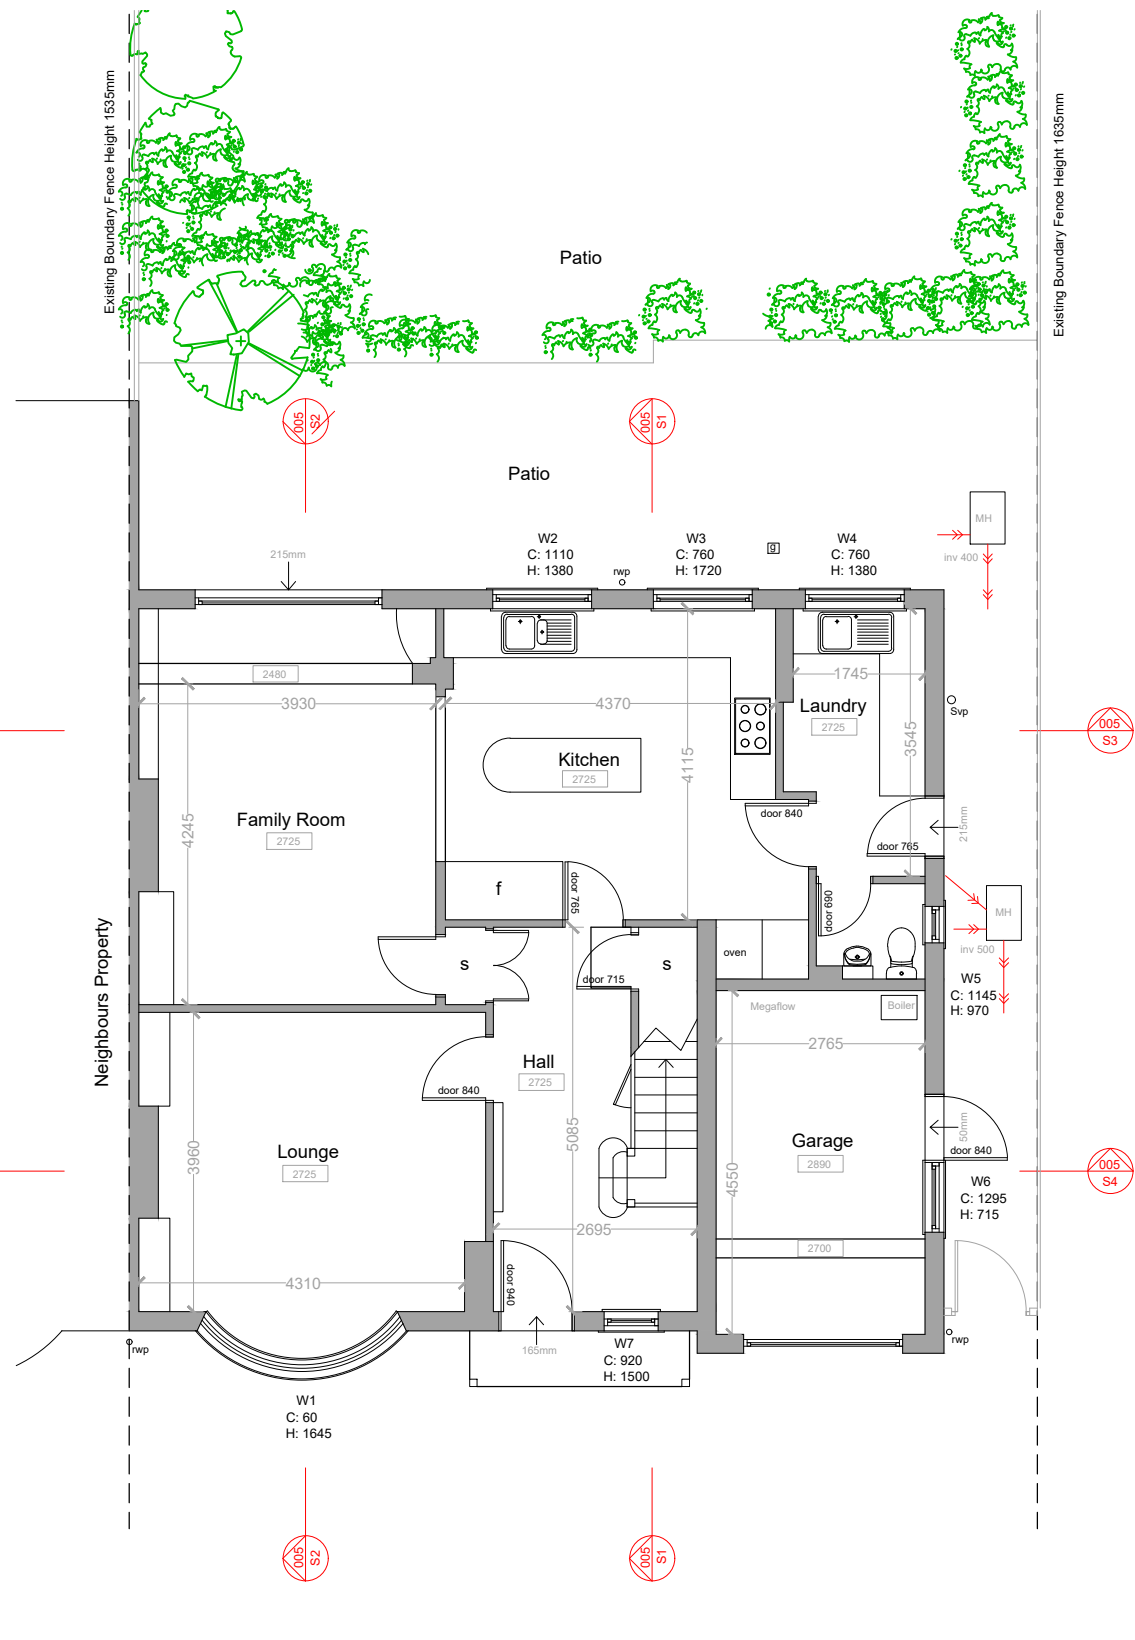 Existing Boundary Fence Height 1535mm
Existing Boundary Fence Height 1635mm
Patio
005
S2
005
S1
Patio
MH
inv 400
215mm
W2
C: 1110
H: 1380
rwp
W3
C: 760
H: 1720
g
W4
C: 760
H: 1380
2480
3930
4370
1745
Laundry
2725
Svp
005
S3
Kitchen
2725
4115
3545
Family Room
2725
4245
door 840
door 765
215mm
f
door 765
door 690
MH
inv 500
Neighbours Property
s
door 715
s
oven
W5
C: 1145
H: 970
Megaflow
Boiler
2765
Hall
2725
door 840
5085
50mm
door 840
Garage
2890
Lounge
2725
3960
4550
005
S4
W6
C: 1295
H: 715
2695
2700
4310
door 940
rwp
165mm
W7
C: 920
H: 1500
rwp
W1
C: 60
H: 1645
005
S2
005
S1